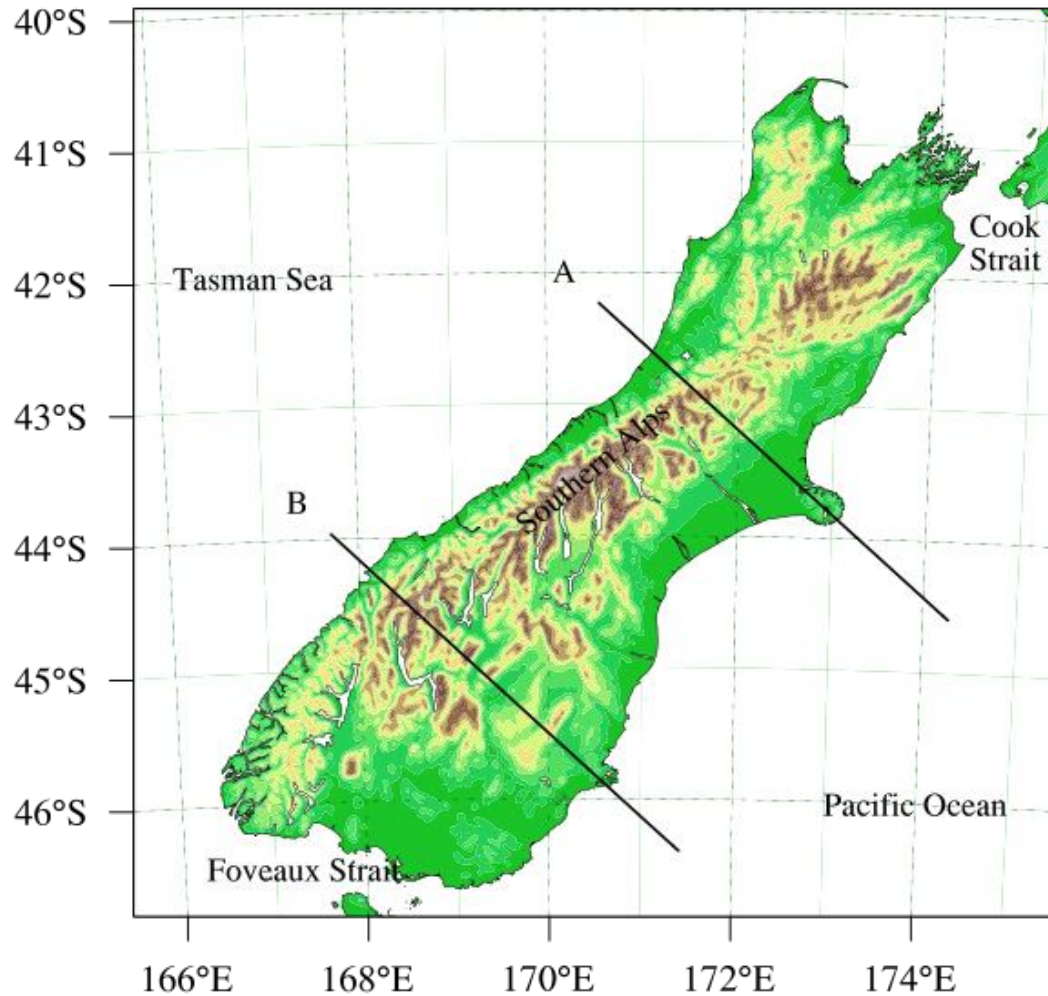 40°S
41°S
Cook
Strait
42°S
Tasman Sea
A
43°S
Southern Alps
B
44°S
45°S
46°S
Pacific Ocean
Foveaux Strait
166°E 168°E 170°E 172°E 174°E